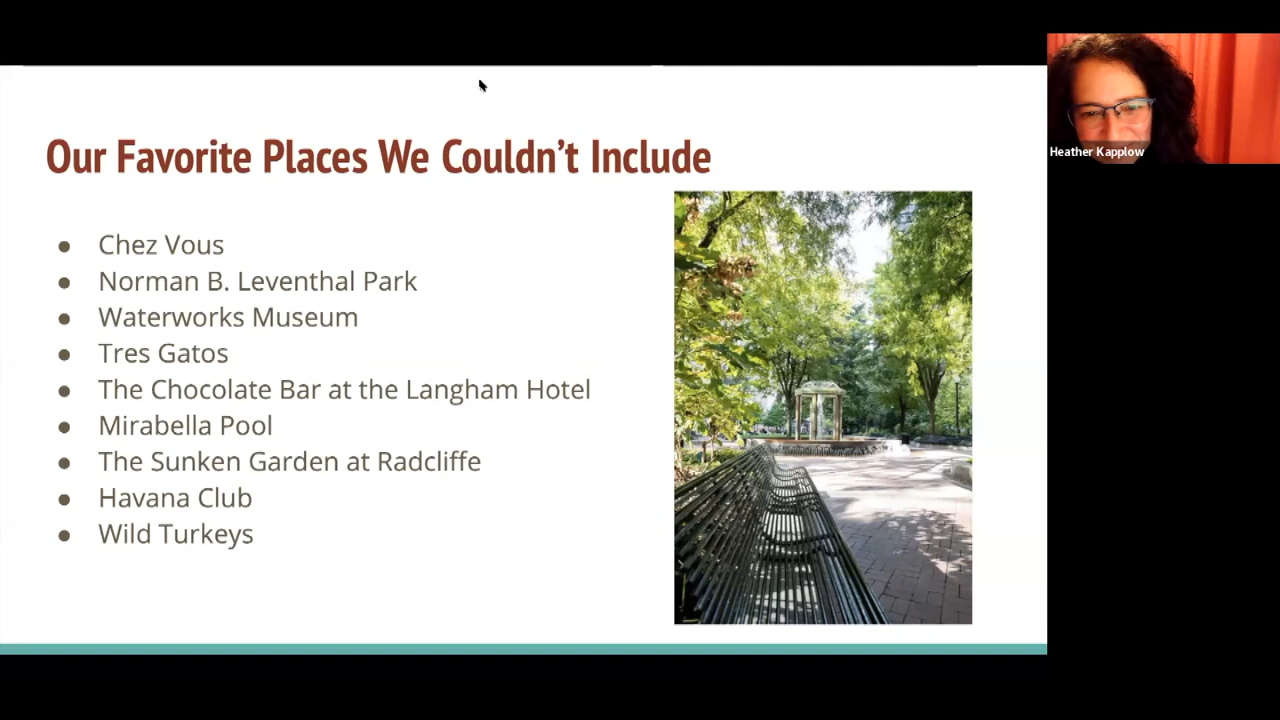 Our Favorite Places We Couldn't Include
● Chez Vous
● Norman B. Leventhal Park
● Waterworks Museum
● Tres Gatos
● The Chocolate Bar at the Langham Hotel
● Mirabella Pool
● The Sunken Garden at Radcliffe
● Havana Club
● Wild Turkeys
Heather Kapplow